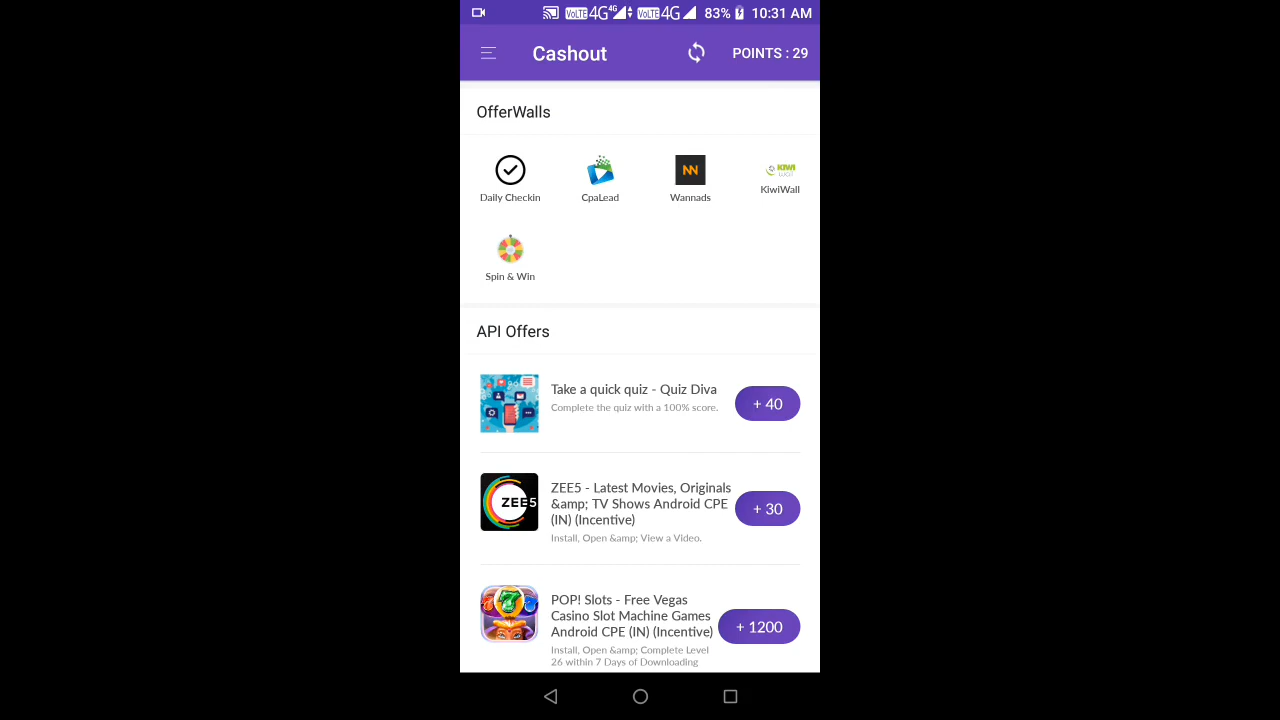 VoLTE 4G 4G VoLTE 4G 83% 10:31 AM
Cashout POINTS : 29
OfferWalls
Daily Checkin CpaLead Wannads KiwiWall
Spin & Win
API Offers
Take a quick quiz - Quiz Diva
Complete the quiz with a 100% score.
+ 40
ZEE5
ZEE5 - Latest Movies, Originals
&amp; TV Shows Android CPE
(IN) (Incentive)
Install, Open &amp; View a Video.
+ 30
POP! Slots - Free Vegas
Casino Slot Machine Games
Android CPE (IN) (Incentive)
Install, Open &amp; Complete Level
26 within 7 Days of Downloading
+ 1200